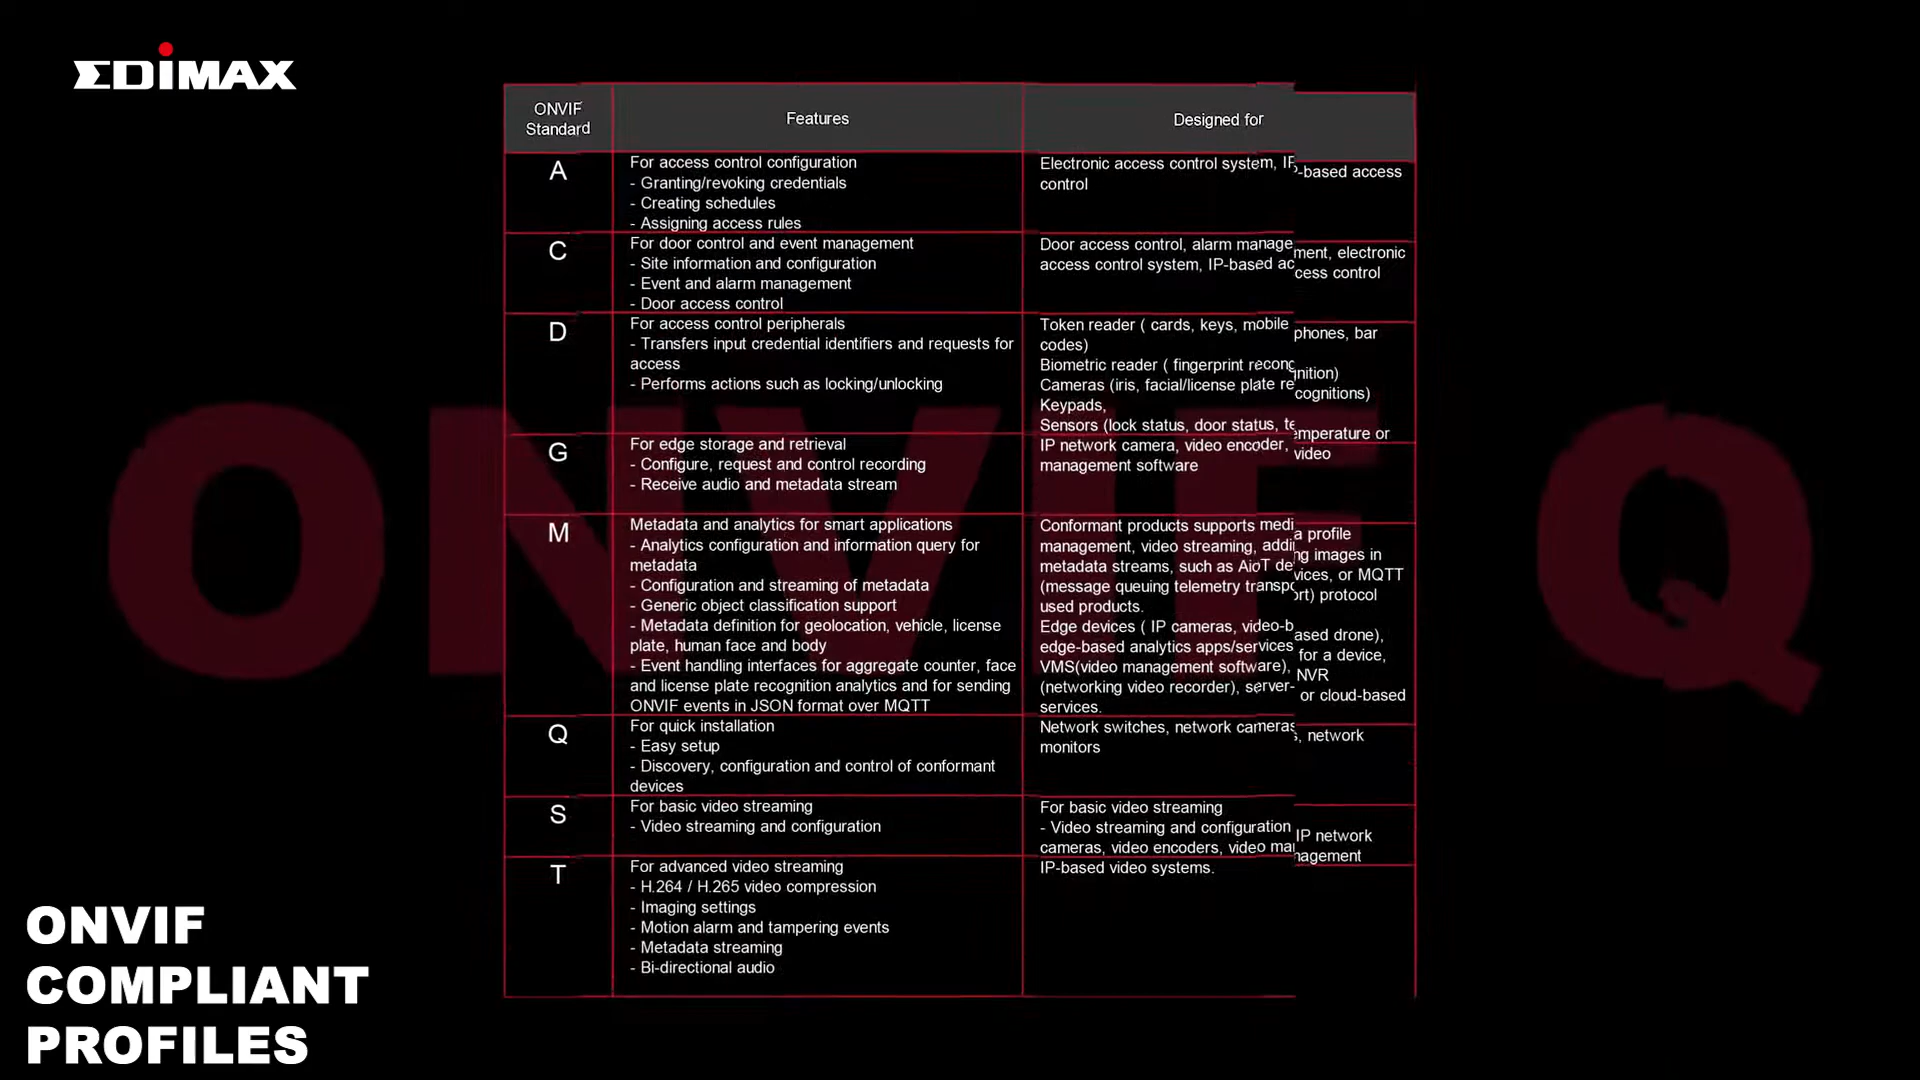 EDIMAX
ONVIF
Standard
Features
Designed for
A
For access control configuration
- Granting/revoking credentials
- Creating schedules
- Assigning access rules
Electronic access control system, IP-based access
control
C
For door control and event management
- Site information and configuration
- Event and alarm management
- Door access control
Door access control, alarm management, electronic
access control system, IP-based access control
D
For access control peripherals
- Transfers input credential identifiers and requests for
access
- Performs actions such as locking/unlocking
Token reader ( cards, keys, mobile phones, bar
codes)
Biometric reader ( fingerprint recongnition)
Cameras (iris, facial/license plate recognitions)
Keypads,
Sensors (lock status, door status, temperature or
G
For edge storage and retrieval
- Configure, request and control recording
- Receive audio and metadata stream
IP network camera, video encoder, video
management software
M
Metadata and analytics for smart applications
- Analytics configuration and information query for
metadata
- Configuration and streaming of metadata
- Generic object classification support
- Metadata definition for geolocation, vehicle, license
plate, human face and body
- Event handling interfaces for aggregate counter, face
and license plate recognition analytics and for sending
ONVIF events in JSON format over MQTT
Conformant products supports media profile
management, video streaming, adding images in
metadata streams, such as AioT devices, or MQTT
(message queuing telemetry transport) protocol
used products.
Edge devices ( IP cameras, video-based drone),
edge-based analytics apps/services for a device,
VMS(video management software), NVR
(networking video recorder), server- or cloud-based
services.
Q
For quick installation
- Easy setup
- Discovery, configuration and control of conformant
devices
Network switches, network cameras, network
monitors
S
For basic video streaming
- Video streaming and configuration
For basic video streaming
- Video streaming and configuration IP network
cameras, video encoders, video management
T
For advanced video streaming
- H.264 / H.265 video compression
- Imaging settings
- Motion alarm and tampering events
- Metadata streaming
- Bi-directional audio
IP-based video systems.
ONVIF Q
ONVIF
COMPLIANT
PROFILES